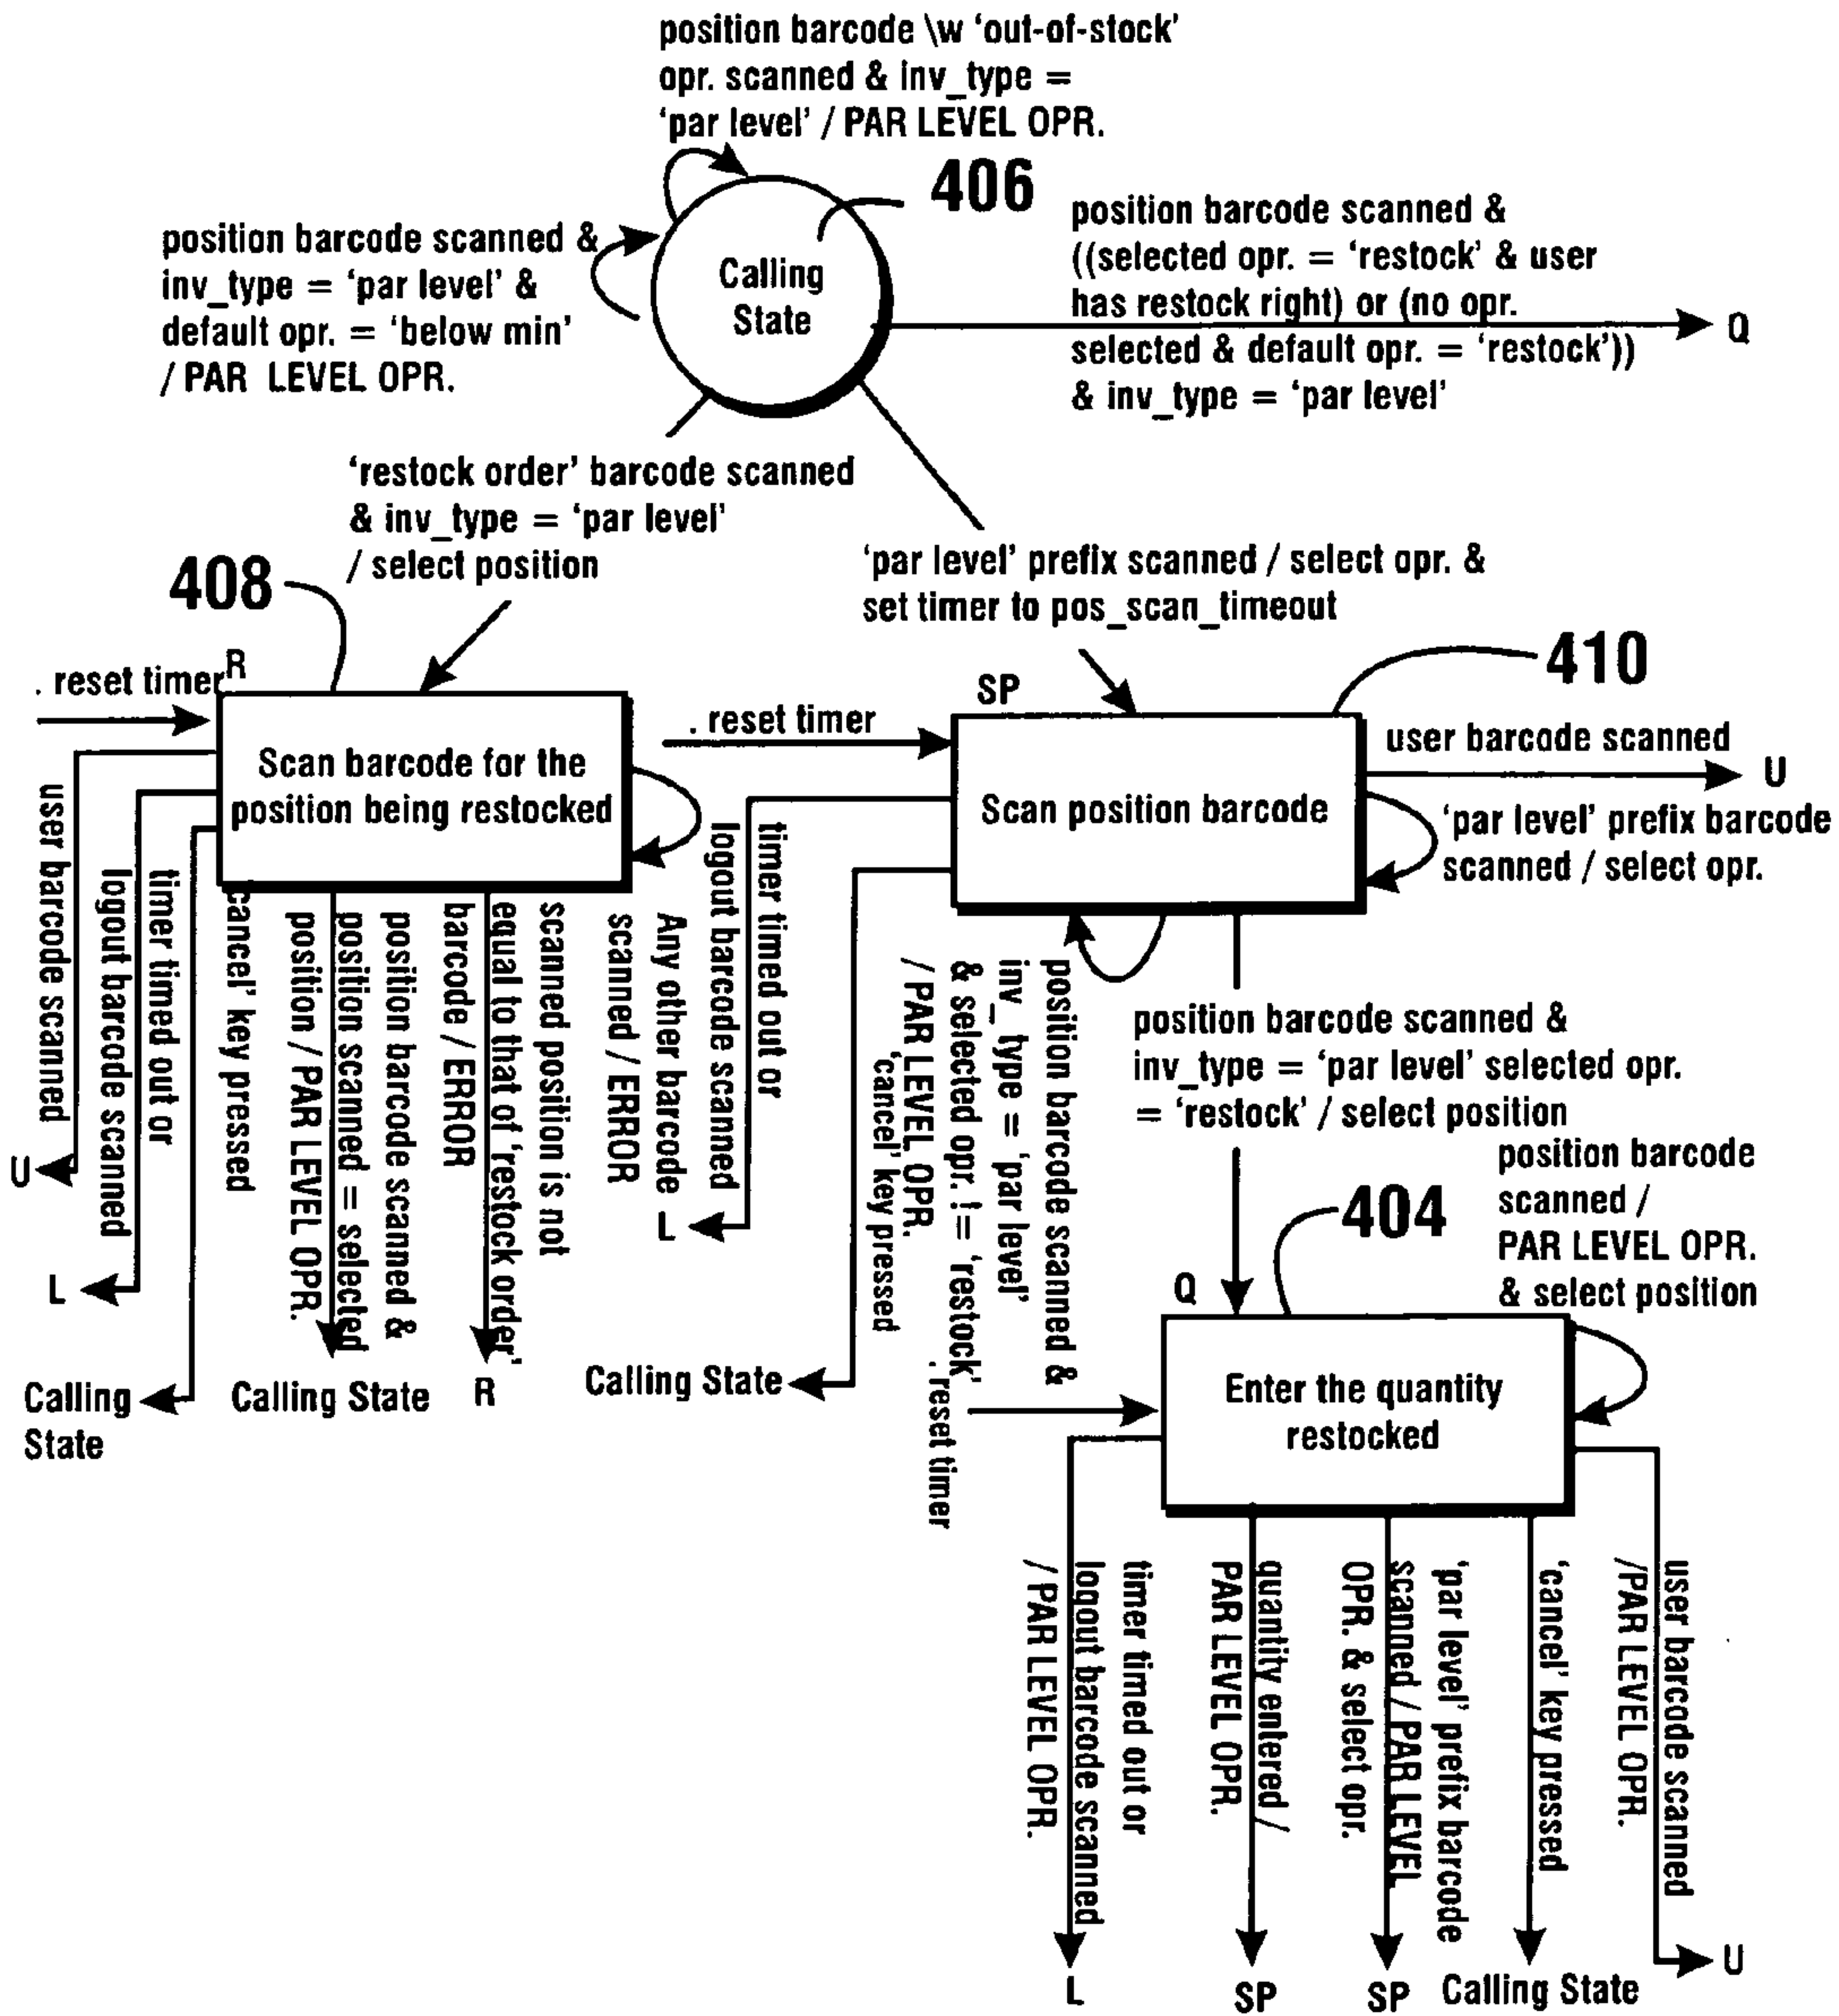 position barcode \w ‘out-of-stock’
opr. scanned & inv_type =
‘par level’ / PAR LEVEL OPR.
406
Calling
State
position barcode scanned &
inv_type = ‘par level’ &
default opr. = ‘below min’
/ PAR LEVEL OPR.
position barcode scanned &
((selected opr. = ‘restock’ & user
has restock right) or (no opr.
selected & default opr. = ‘restock’))
& inv_type = ‘par level’
Q
‘restock order’ barcode scanned
& inv_type = ‘par level’
/ select position
‘par level’ prefix scanned / select opr. &
set timer to pos_scan_timeout
408
R
. reset timer
Scan barcode for the
position being restocked
user barcode scanned
U
timer timed out or
logout barcode scanned
L
cancel’ key pressed
Calling
State
position barcode scanned &
position scanned = selected
position / PAR LEVEL OPR.
Calling State
scanned position is not
equal to that of ‘restock order’
barcode / ERROR
R
Any other barcode
scanned / ERROR
410
SP
. reset timer
Scan position barcode
user barcode scanned
U
‘par level’ prefix barcode
scanned / select opr.
timer timed out or
logout barcode scanned
L
‘cancel’ key pressed
Calling State
position barcode scanned &
inv_type = ‘par level’
& selected opr. != ‘restock’
/ PAR LEVEL OPR.
position barcode scanned &
inv_type = ‘par level’ selected opr.
= ‘restock’ / select position
404
Q
. reset timer
Enter the quantity
restocked
position barcode
scanned /
PAR LEVEL OPR.
& select position
timer timed out or
logout barcode scanned
/ PAR LEVEL OPR.
L
quantity entered /
PAR LEVEL OPR.
SP
‘par level’ prefix barcode
scanned / PAR LEVEL
OPR. & select opr.
SP
‘cancel’ key pressed
Calling State
user barcode scanned
/PAR LEVEL OPR.
U